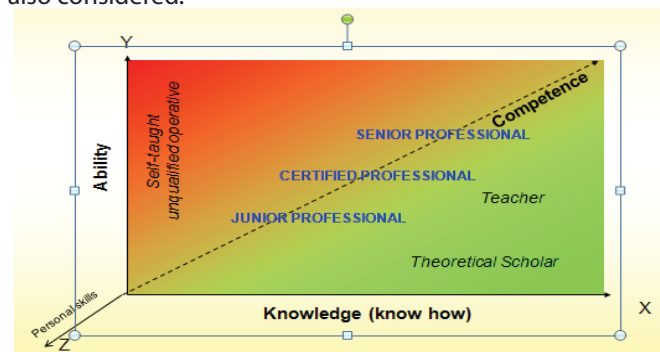 also considered.
Y
Ability
Self-taught
unqualified operative
Competence
SENIOR PROFESSIONAL
CERTIFIED PROFESSIONAL
Teacher
JUNIOR PROFESSIONAL
Theoretical Scholar
Personal skills
Z
Knowledge (know how)
X